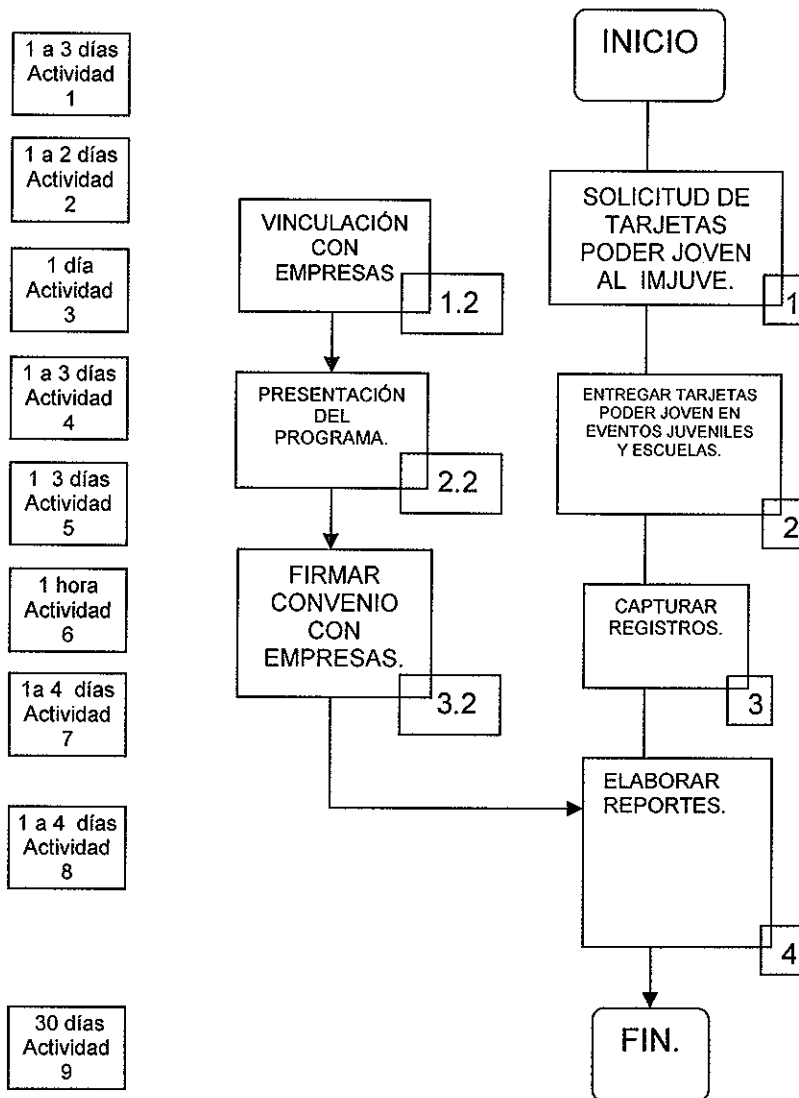 1 a 3 días
Actividad
1
1 a 2 días
Actividad
2
1 día
Actividad
3
1 a 3 días
Actividad
4
1 3 días
Actividad
5
1 hora
Actividad
6
1a 4 días
Actividad
7
1 a 4 días
Actividad
8
30 días
Actividad
9
VINCULACIÓN
CON
EMPRESAS
1.2
PRESENTACIÓN
DEL
PROGRAMA.
2.2
FIRMAR
CONVENIO
CON
EMPRESAS.
3.2
INICIO
SOLICITUD DE
TARJETAS
PODER JOVEN
AL IMJUVE.
1
ENTREGAR TARJETAS
PODER JOVEN EN
EVENTOS JUVENILES
Y ESCUELAS.
2
CAPTURAR
REGISTROS.
3
ELABORAR
REPORTES.
4
FIN.